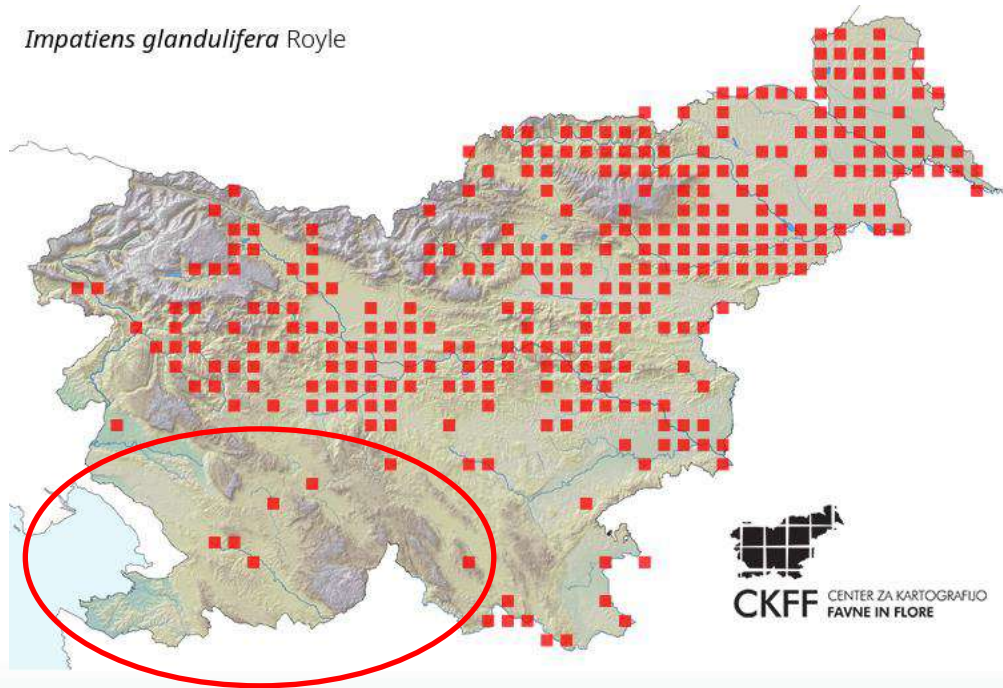 Impatiens glandulifera Royle
CKFF CENTER ZA KARTOGRAFIJO
FAVNE IN FLORE